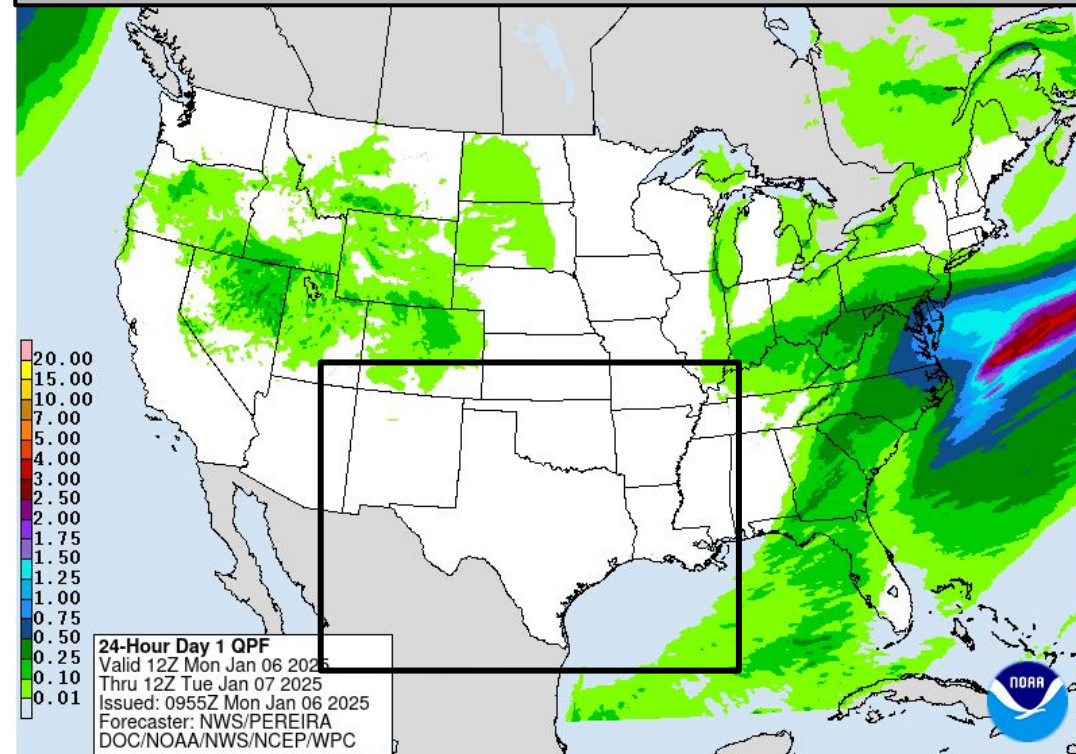 20.00
15.00
10.00
7.00
5.00
4.00
3.00
2.50
2.00
1.75
1.50
1.25
1.00
0.75
0.50
0.25
0.10
0.01
24-Hour Day 1 QPF
Valid 12Z Mon Jan 06 2025
Thru 12Z Tue Jan 07 2025
Issued: 0955Z Mon Jan 06 2025
Forecaster: NWS/PEREIRA
DOC/NOAA/NWS/NCEP/WPC
NOAA